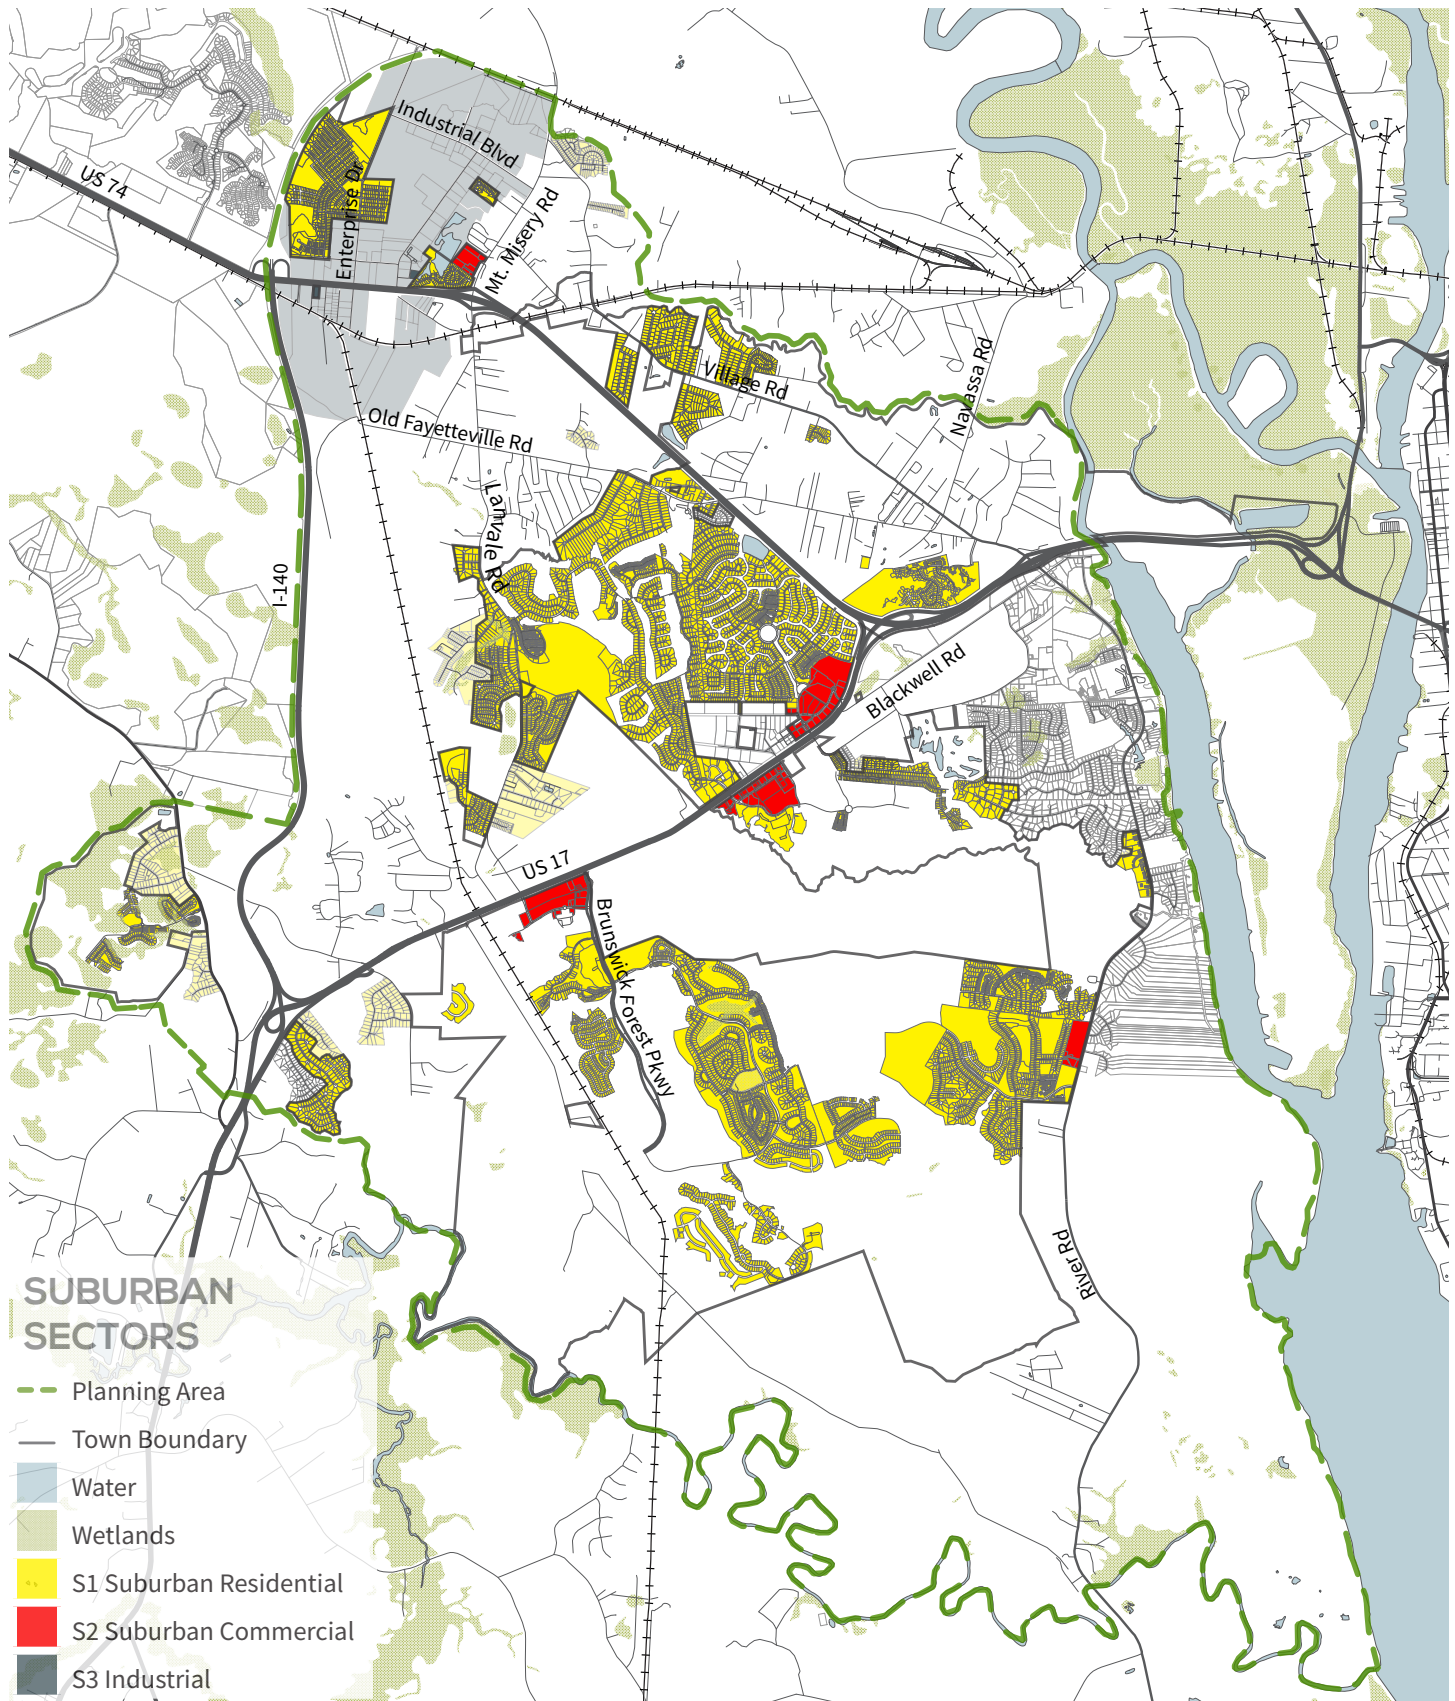 Industrial Blvd
US 74
Enterprise Dr
Mt. Misery Rd
Village Rd
Navassa Rd
Old Fayetteville Rd
Lanvale Rd
I-140
Blackwell Rd
US 17
Brunswick Forest Pkwy
River Rd
SUBURBAN
SECTORS
Planning Area
Town Boundary
Water
Wetlands
S1 Suburban Residential
S2 Suburban Commercial
S3 Industrial